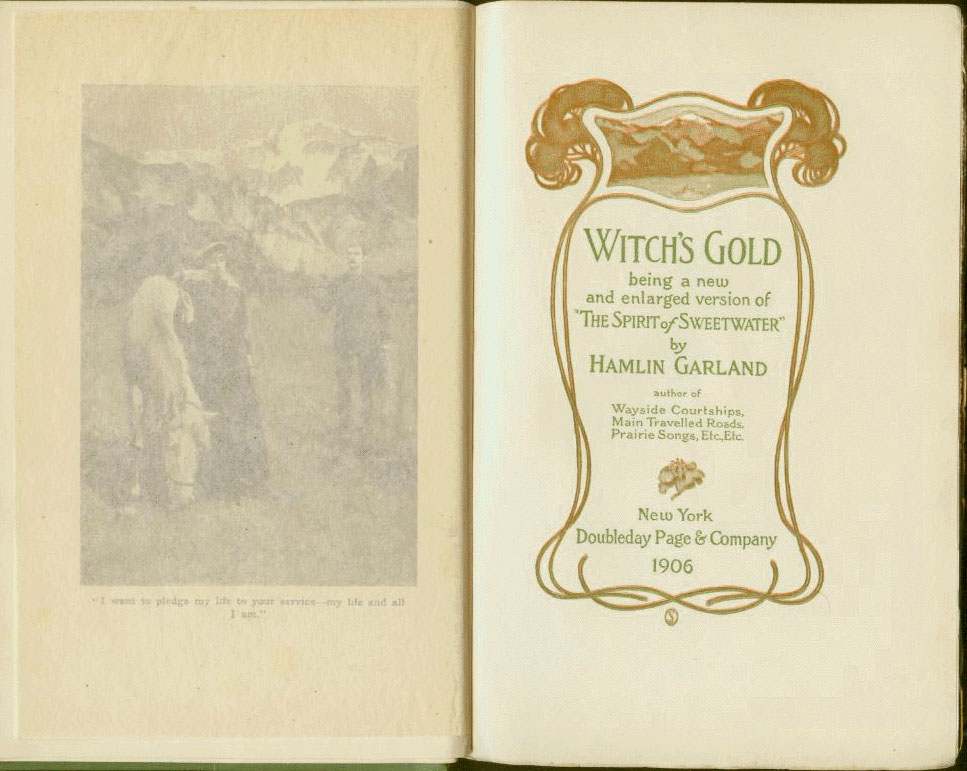 "I want to pledge my life to your service—my life and all
I am."
WITCH'S GOLD
being a new
and enlarged version of
"THE SPIRIT of SWEETWATER"
by
HAMLIN GARLAND
author of
Wayside Courtships,
Main Travelled Roads,
Prairie Songs, Etc., Etc.
New York
Doubleday Page & Company
1906